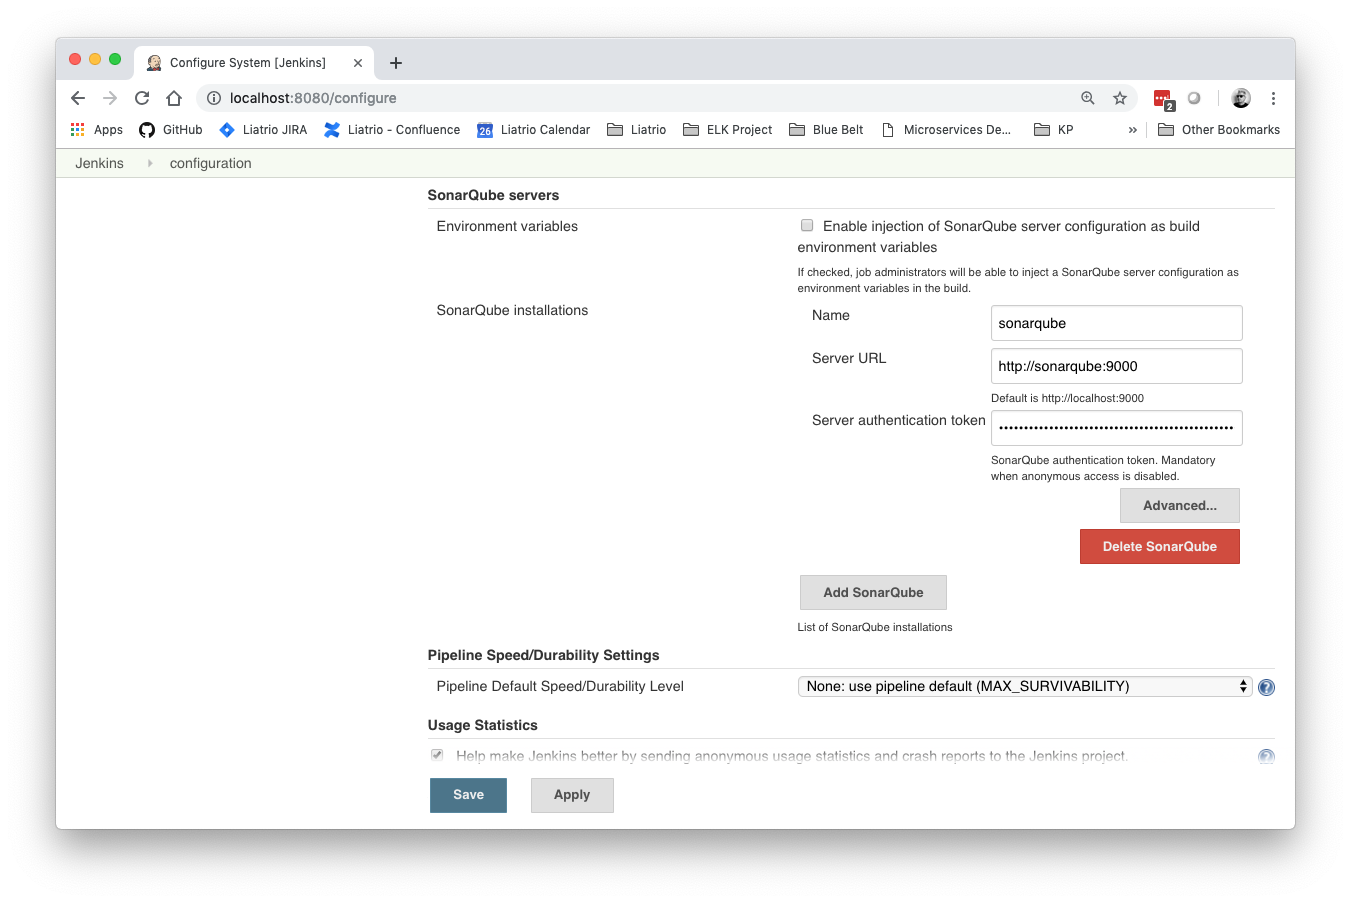 Configure System [Jenkins]
localhost:8080/configure
2
Apps GitHub Liatrio JIRA Liatrio - Confluence 26 Liatrio Calendar Liatrio ELK Project Blue Belt Microservices De... KP » Other Bookmarks
Jenkins configuration
SonarQube servers
Environment variables
Enable injection of SonarQube server configuration as build
environment variables
If checked, job administrators will be able to inject a SonarQube server configuration as
environment variables in the build.
SonarQube installations
Name
sonarqube
Server URL
http://sonarqube:9000
Default is http://localhost:9000
Server authentication token
SonarQube authentication token. Mandatory
when anonymous access is disabled.
Advanced...
Delete SonarQube
Add SonarQube
List of SonarQube installations
Pipeline Speed/Durability Settings
Pipeline Default Speed/Durability Level
None: use pipeline default (MAX_SURVIVABILITY)
Usage Statistics
Help make Jenkins better by sending anonymous usage statistics and crash reports to the Jenkins project.
Save Apply